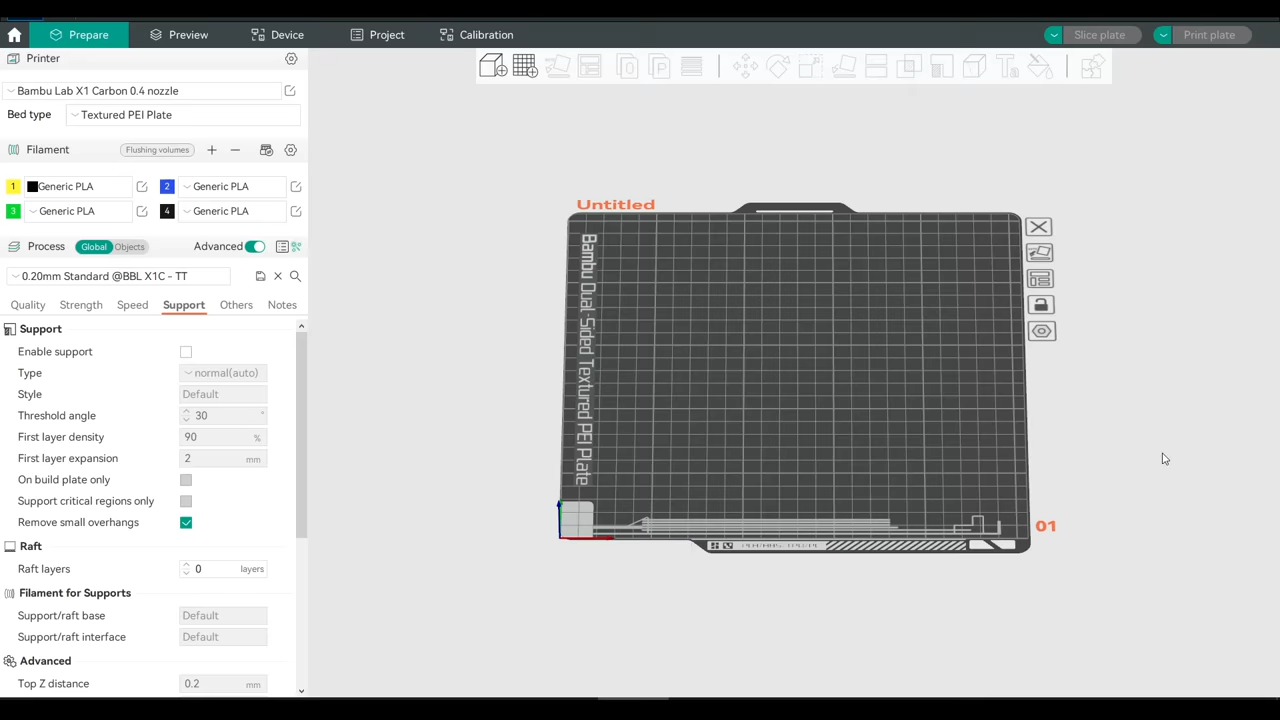 Prepare
Preview
Device
Project
Calibration
Slice plate
Print plate
Printer
Bambu Lab X1 Carbon 0.4 nozzle
Bed type
Textured PEI Plate
Filament
Flushing volumes
1 Generic PLA
2 Generic PLA
3 Generic PLA
4 Generic PLA
Process
Global
Objects
Advanced
0.20mm Standard @BBL X1C - TT
Quality
Strength
Speed
Support
Others
Notes
Support
Enable support
Type normal(auto)
Style Default
Threshold angle 30 °
First layer density 90 %
First layer expansion 2 mm
On build plate only
Support critical regions only
Remove small overhangs
Raft
Raft layers 0 layers
Filament for Supports
Support/raft base Default
Support/raft interface Default
Advanced
Top Z distance 0.2 mm
Untitled
Bambu Dual-Sided Textured PEI Plate
01